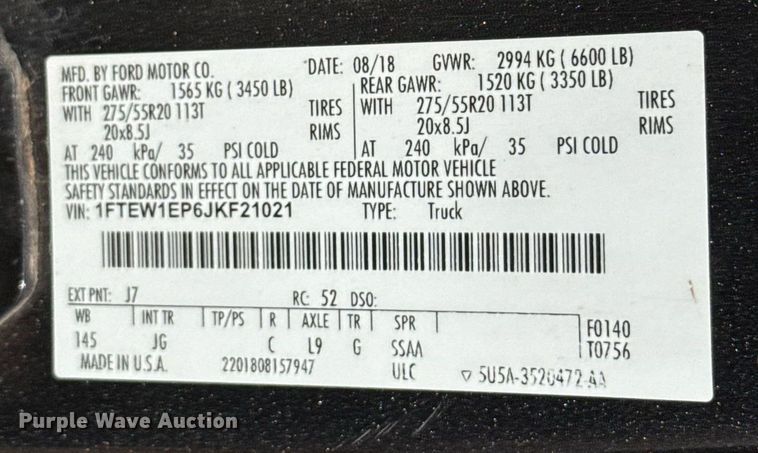 MFD. BY FORD MOTOR CO. DATE: 08/18 GVWR: 2994 KG ( 6600 LB)
FRONT GAWR: 1565 KG ( 3450 LB) REAR GAWR: 1520 KG ( 3350 LB)
WITH 275/55R20 113T TIRES WITH 275/55R20 113T TIRES
20x8.5J RIMS 20x8.5J RIMS
AT 240 kPa/ 35 PSI COLD AT 240 kPa/ 35 PSI COLD
THIS VEHICLE CONFORMS TO ALL APPLICABLE FEDERAL MOTOR VEHICLE
SAFETY STANDARDS IN EFFECT ON THE DATE OF MANUFACTURE SHOWN ABOVE.
VIN: 1FTEW1EP6JKF21021 TYPE: Truck
EXT PNT: J7 RC: 52 DSO:
WB INT TR TP/PS R AXLE TR SPR F0140
145 JG C L9 G SSAA T0756
MADE IN U.S.A. 2201808157947 ULC ▽ 5U5A-3520472-AA
Purple Wave Auction